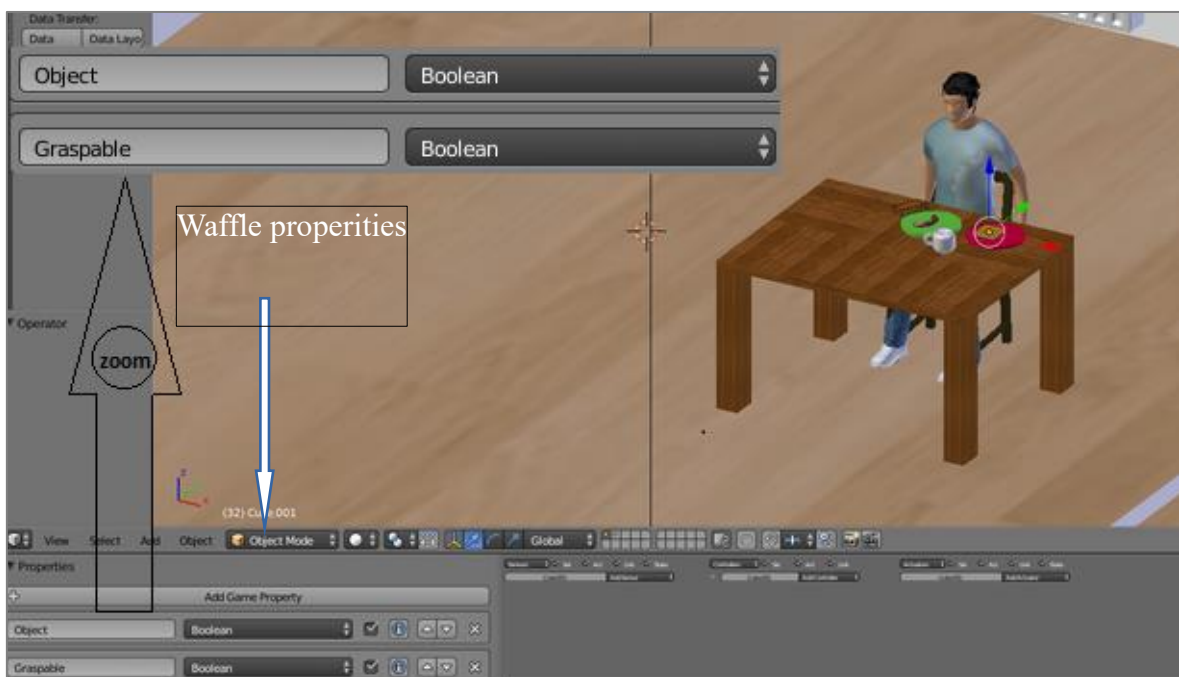 Data Transfer:
Data Data Layo
Object Boolean
Graspable Boolean
Waffle properities
Operator
zoom
(32) Cube.001
View Select Add Object Object Mode Global
Properties
Add Game Property
Object Boolean
Graspable Boolean